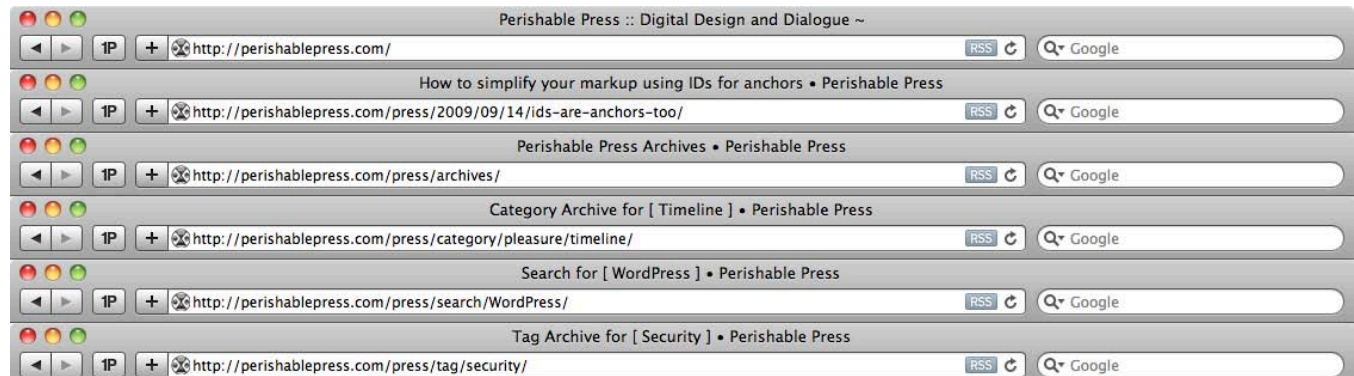 Perishable Press :: Digital Design and Dialogue ~
1P + http://perishablepress.com/ RSS Google
How to simplify your markup using IDs for anchors • Perishable Press
1P + http://perishablepress.com/press/2009/09/14/ids-are-anchors-too/ RSS Google
Perishable Press Archives • Perishable Press
1P + http://perishablepress.com/press/archives/ RSS Google
Category Archive for [ Timeline ] • Perishable Press
1P + http://perishablepress.com/press/category/pleasure/timeline/ RSS Google
Search for [ WordPress ] • Perishable Press
1P + http://perishablepress.com/press/search/WordPress/ RSS Google
Tag Archive for [ Security ] • Perishable Press
1P + http://perishablepress.com/press/tag/security/ RSS Google